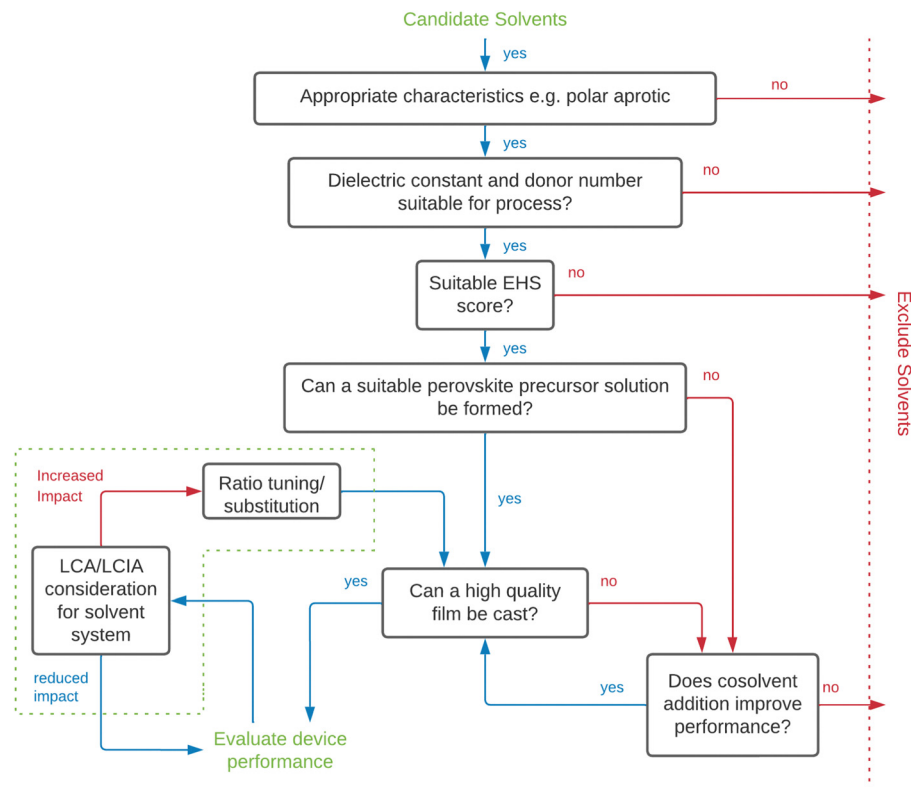 Candidate Solvents
yes
Appropriate characteristics e.g. polar aprotic
no
yes
Dielectric constant and donor number
suitable for process?
no
yes
Suitable EHS
score?
no
yes
Can a suitable perovskite precursor solution
be formed?
no
Exclude Solvents
Increased
Impact
Ratio tuning/
substitution
yes
LCA/LCIA
consideration
for solvent
system
yes
Can a high quality
film be cast?
no
reduced
impact
yes
Does cosolvent
addition improve
performance?
no
Evaluate device
performance